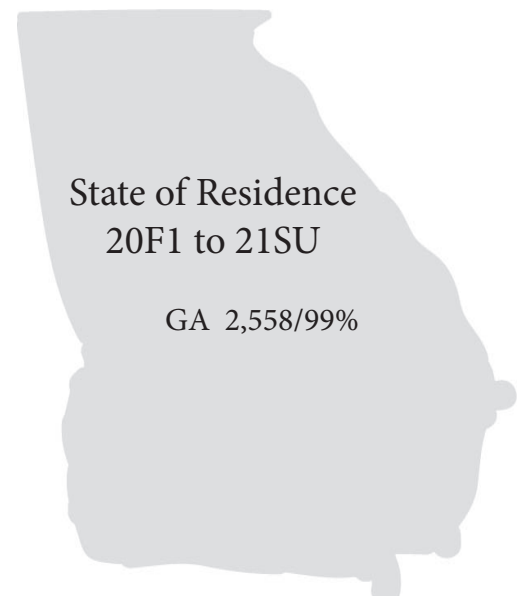 State of Residence
20F1 to 21SU
GA 2,558/99%